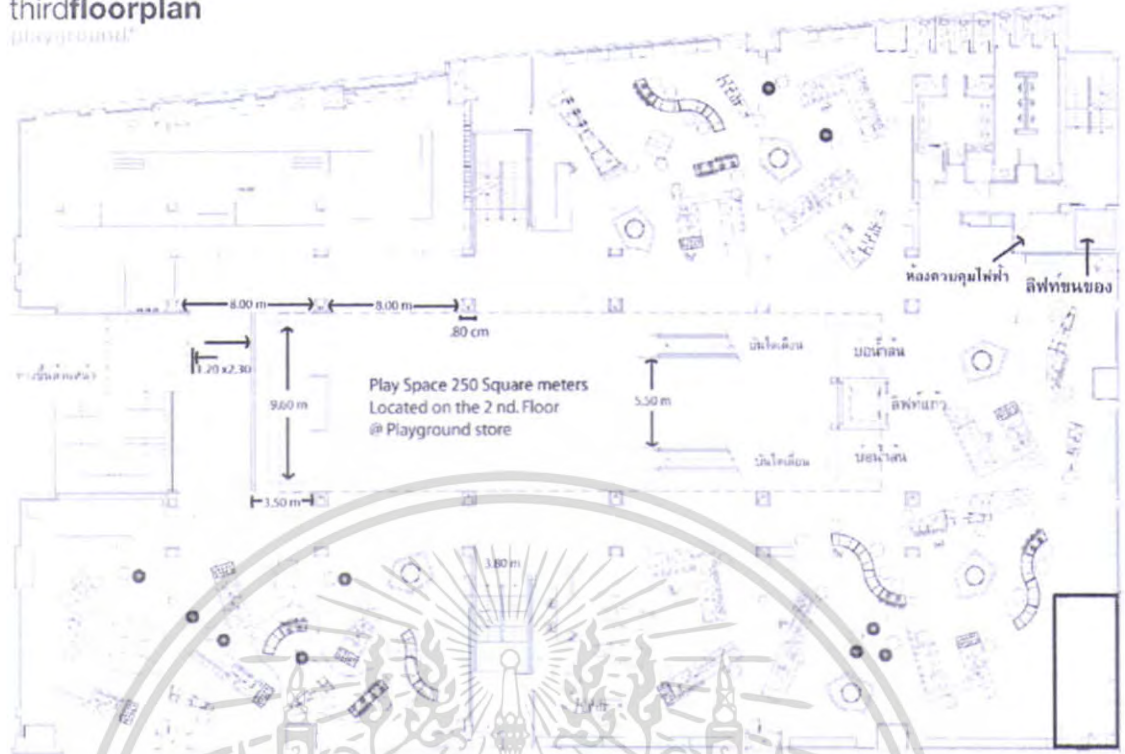 thirdfloorplan
playground
ห้องควบคุมไฟฟ้า
ลิฟท์ขนของ
8.00 m
8.00 m
.80 cm
1.20 x2.30
9.60 m
Play Space 250 Square meters
Located on the 2 nd. Floor
@ Playground store
5.50 m
บันไดเลื่อน
บ่อน้ำล้น
ลิฟท์แก้ว
บันไดเลื่อน
บ่อน้ำล้น
3.50 m
3.80 m